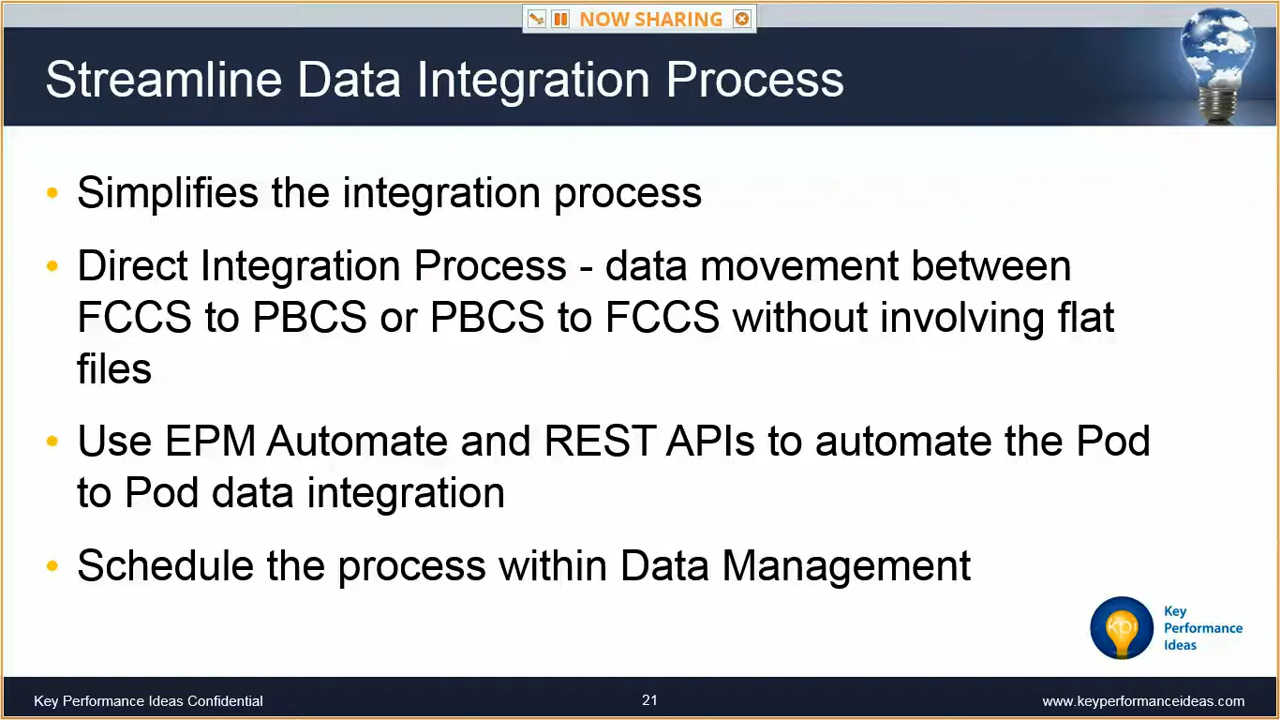 NOW SHARING
Streamline Data Integration Process
• Simplifies the integration process
• Direct Integration Process - data movement between
FCCS to PBCS or PBCS to FCCS without involving flat
files
• Use EPM Automate and REST APIs to automate the Pod
to Pod data integration
• Schedule the process within Data Management
kpi
Key
Performance
Ideas
Key Performance Ideas Confidential
21
www.keyperformanceideas.com